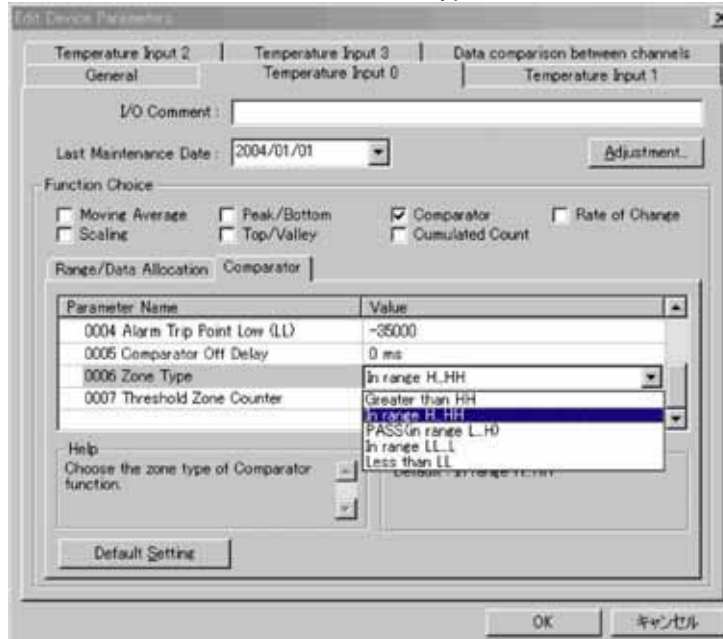 Edit Device Parameters
Temperature Input 2 Temperature Input 3 Data comparison between channels
General Temperature Input 0 Temperature Input 1
I/O Comment :
Last Maintenance Date : 2004/01/01 Adjustment...
Function Choice
Moving Average Peak/Bottom Comparator Rate of Change
Scaling Top/Valley Cumulated Count
Range/Data Allocation Comparator
Parameter Name Value
0004 Alarm Trip Point Low (LL) -35000
0005 Comparator Off Delay 0 ms
0006 Zone Type In range H...HH
0007 Threshold Zone Counter Greater than HH
In range H...HH
PASS(in range L...H)
In range LL...L
Less than LL
Help
Choose the zone type of Comparator
function.
Default : In range H...HH
Default Setting
OK キャンセル